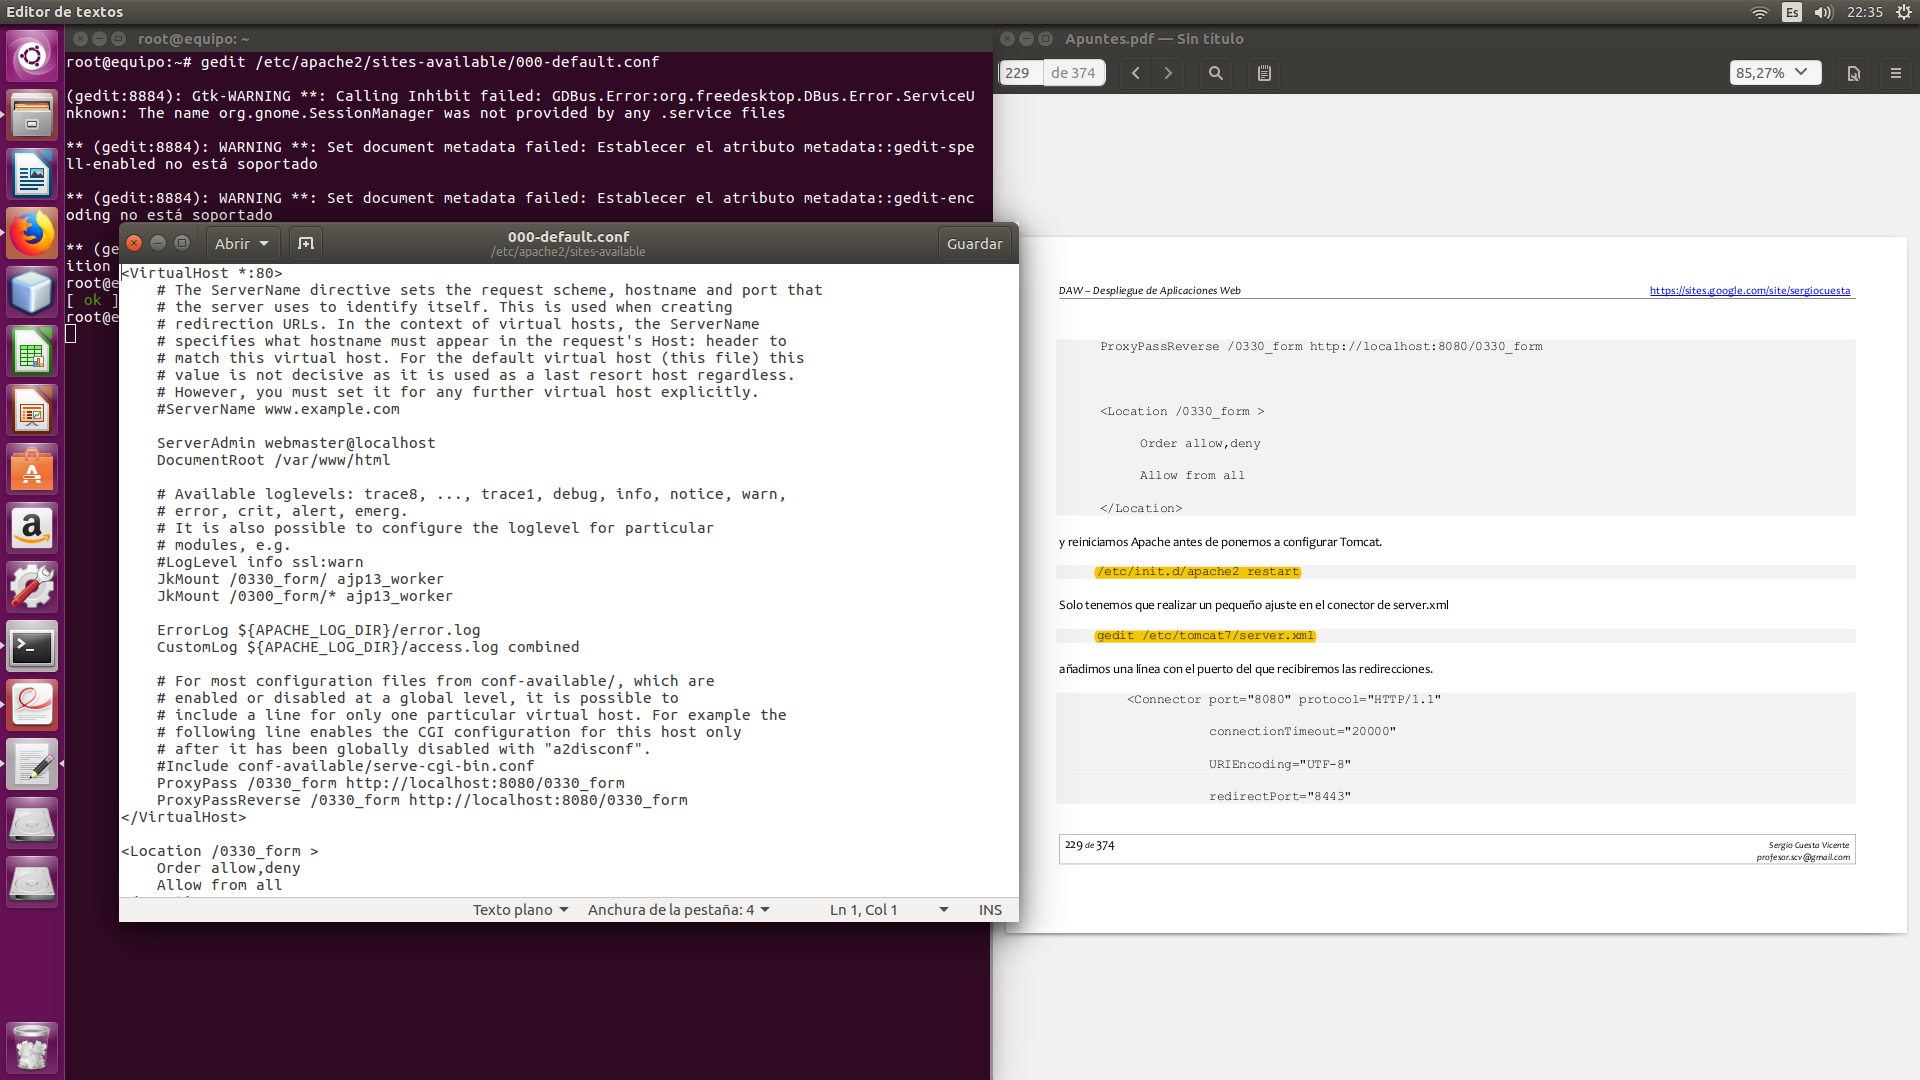 Editor de textos
Es
22:35
root@equipo: ~
root@equipo:~# gedit /etc/apache2/sites-available/000-default.conf
(gedit:8884): Gtk-WARNING **: Calling Inhibit failed: GDBus.Error:org.freedesktop.DBus.Error.ServiceU
nknown: The name org.gnome.SessionManager was not provided by any .service files
** (gedit:8884): WARNING **: Set document metadata failed: Establecer el atributo metadata::gedit-spe
ll-enabled no está soportado
** (gedit:8884): WARNING **: Set document metadata failed: Establecer el atributo metadata::gedit-enc
oding no está soportado
** (ge
ition
root@e
[ ok ]
root@e
Abrir
000-default.conf
/etc/apache2/sites-available
Guardar
<VirtualHost *:80>
# The ServerName directive sets the request scheme, hostname and port that
# the server uses to identify itself. This is used when creating
# redirection URLs. In the context of virtual hosts, the ServerName
# specifies what hostname must appear in the request's Host: header to
# match this virtual host. For the default virtual host (this file) this
# value is not decisive as it is used as a last resort host regardless.
# However, you must set it for any further virtual host explicitly.
#ServerName www.example.com
ServerAdmin webmaster@localhost
DocumentRoot /var/www/html
# Available loglevels: trace8, ..., trace1, debug, info, notice, warn,
# error, crit, alert, emerg.
# It is also possible to configure the loglevel for particular
# modules, e.g.
#LogLevel info ssl:warn
JkMount /0330_form/ ajp13_worker
JkMount /0300_form/* ajp13_worker
ErrorLog ${APACHE_LOG_DIR}/error.log
CustomLog ${APACHE_LOG_DIR}/access.log combined
# For most configuration files from conf-available/, which are
# enabled or disabled at a global level, it is possible to
# include a line for only one particular virtual host. For example the
# following line enables the CGI configuration for this host only
# after it has been globally disabled with "a2disconf".
#Include conf-available/serve-cgi-bin.conf
ProxyPass /0330_form http://localhost:8080/0330_form
ProxyPassReverse /0330_form http://localhost:8080/0330_form
</VirtualHost>
<Location /0330_form >
Order allow,deny
Allow from all
Texto plano
Anchura de la pestaña: 4
Ln 1, Col 1
INS
Apuntes.pdf — Sin título
229
de 374
85,27%
DAW – Despliegue de Aplicaciones Web
https://sites.google.com/site/sergiocuesta
ProxyPassReverse /0330_form http://localhost:8080/0330_form
<Location /0330_form >
Order allow,deny
Allow from all
</Location>
y reiniciamos Apache antes de ponernos a configurar Tomcat.
/etc/init.d/apache2 restart
Solo tenemos que realizar un pequeño ajuste en el conector de server.xml
gedit /etc/tomcat7/server.xml
añadimos una línea con el puerto del que recibiremos las redirecciones.
<Connector port="8080" protocol="HTTP/1.1"
connectionTimeout="20000"
URIEncoding="UTF-8"
redirectPort="8443"
229 de 374
Sergio Cuesta Vicente
profesor.scv@gmail.com